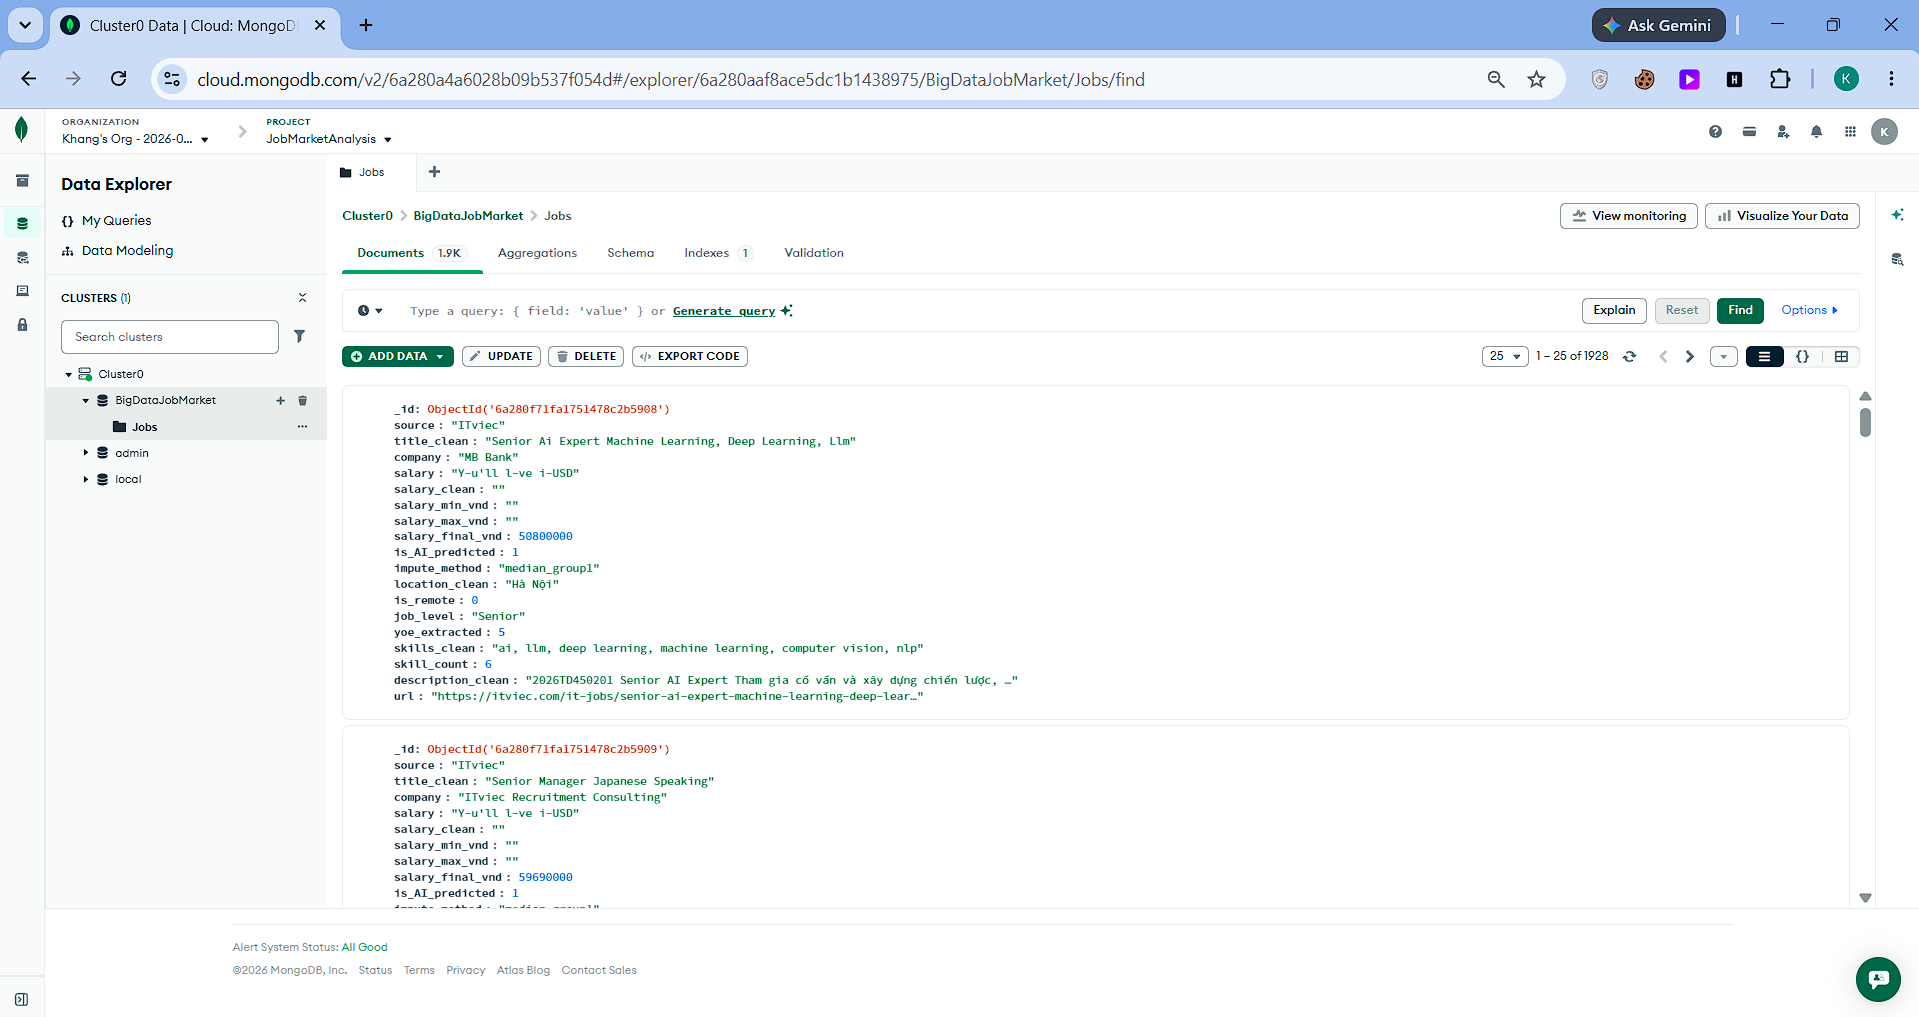 Cluster0 Data | Cloud: MongoD
Ask Gemini
cloud.mongodb.com/v2/6a280a4a6028b09b537f054d#/explorer/6a280aaf8ace5dc1b1438975/BigDataJobMarket/Jobs/find
K
ORGANIZATION
Khang's Org - 2026-0...
PROJECT
JobMarketAnalysis
K
Data Explorer
My Queries
Data Modeling
CLUSTERS (1)
Search clusters
Cluster0
BigDataJobMarket
Jobs
admin
local
Jobs
Cluster0 > BigDataJobMarket > Jobs
View monitoring
Visualize Your Data
Documents 1.9K
Aggregations
Schema
Indexes 1
Validation
Type a query: { field: 'value' } or Generate query
Explain
Reset
Find
Options
ADD DATA
UPDATE
DELETE
EXPORT CODE
25
1 – 25 of 1928
_id: ObjectId('6a280f71fa1751478c2b5908')
source : "ITviec"
title_clean : "Senior Ai Expert Machine Learning, Deep Learning, Llm"
company : "MB Bank"
salary : "Y-u'll l-ve i-USD"
salary_clean : ""
salary_min_vnd : ""
salary_max_vnd : ""
salary_final_vnd : 50800000
is_AI_predicted : 1
impute_method : "median_group1"
location_clean : "Hà Nội"
is_remote : 0
job_level : "Senior"
yoe_extracted : 5
skills_clean : "ai, llm, deep learning, machine learning, computer vision, nlp"
skill_count : 6
description_clean : "2026TD450201 Senior AI Expert Tham gia cố vấn và xây dựng chiến lược, …"
url : "https://itviec.com/it-jobs/senior-ai-expert-machine-learning-deep-lear…"
_id: ObjectId('6a280f71fa1751478c2b5909')
source : "ITviec"
title_clean : "Senior Manager Japanese Speaking"
company : "ITviec Recruitment Consulting"
salary : "Y-u'll l-ve i-USD"
salary_clean : ""
salary_min_vnd : ""
salary_max_vnd : ""
salary_final_vnd : 59690000
is_AI_predicted : 1
impute_method : "median_group1"
Alert System Status: All Good
©2026 MongoDB, Inc. Status Terms Privacy Atlas Blog Contact Sales